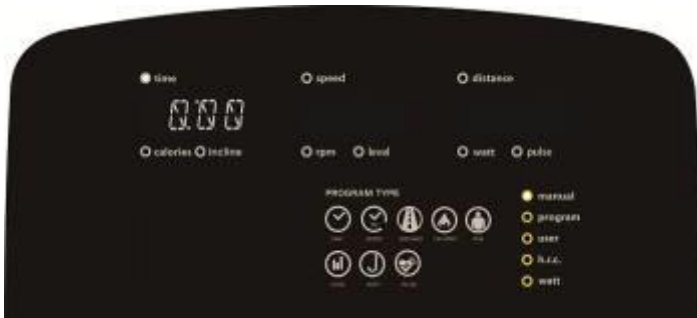 time speed distance
0:00
calories incline rpm level watt pulse
PROGRAM TYPE
manual
program
user
h.r.c.
watt